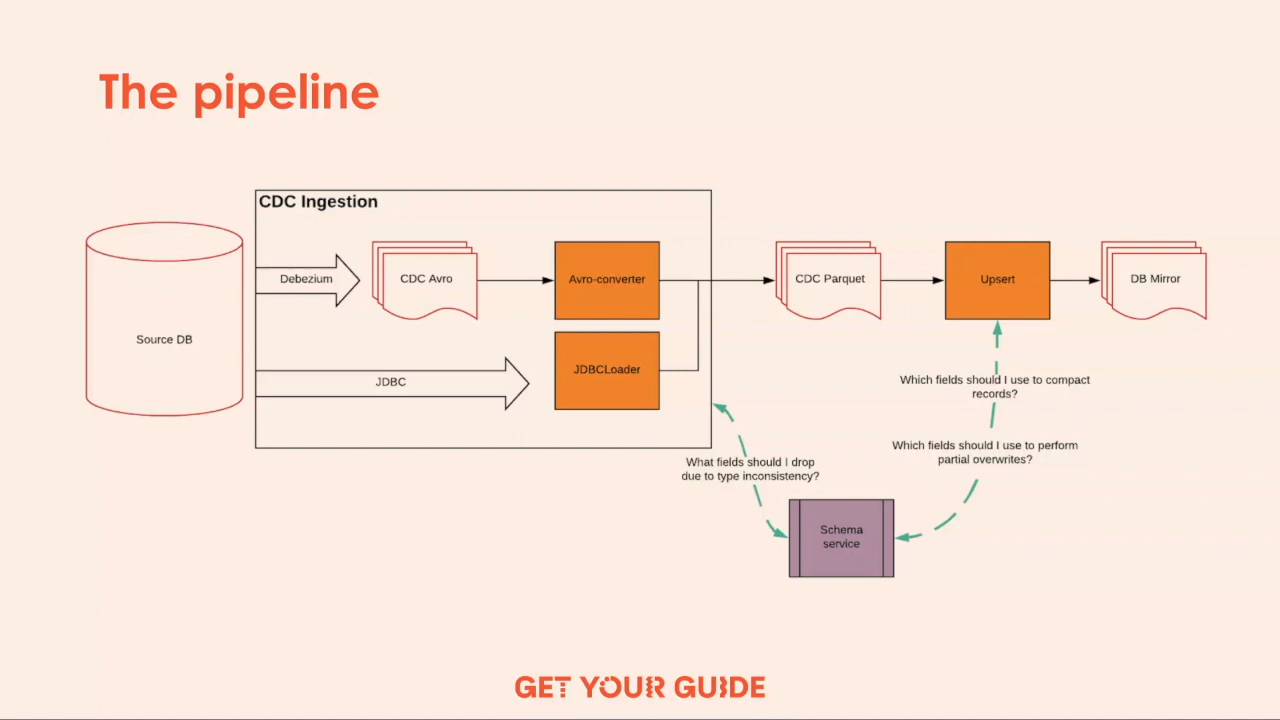 The pipeline
CDC Ingestion
Debezium
CDC Avro
Avro-converter
CDC Parquet
Upsert
DB Mirror
Source DB
JDBC
JDBCLoader
Which fields should I use to compact
records?
Which fields should I use to perform
partial overwrites?
What fields should I drop
due to type inconsistency?
Schema
service
GET YOUR GUIDE